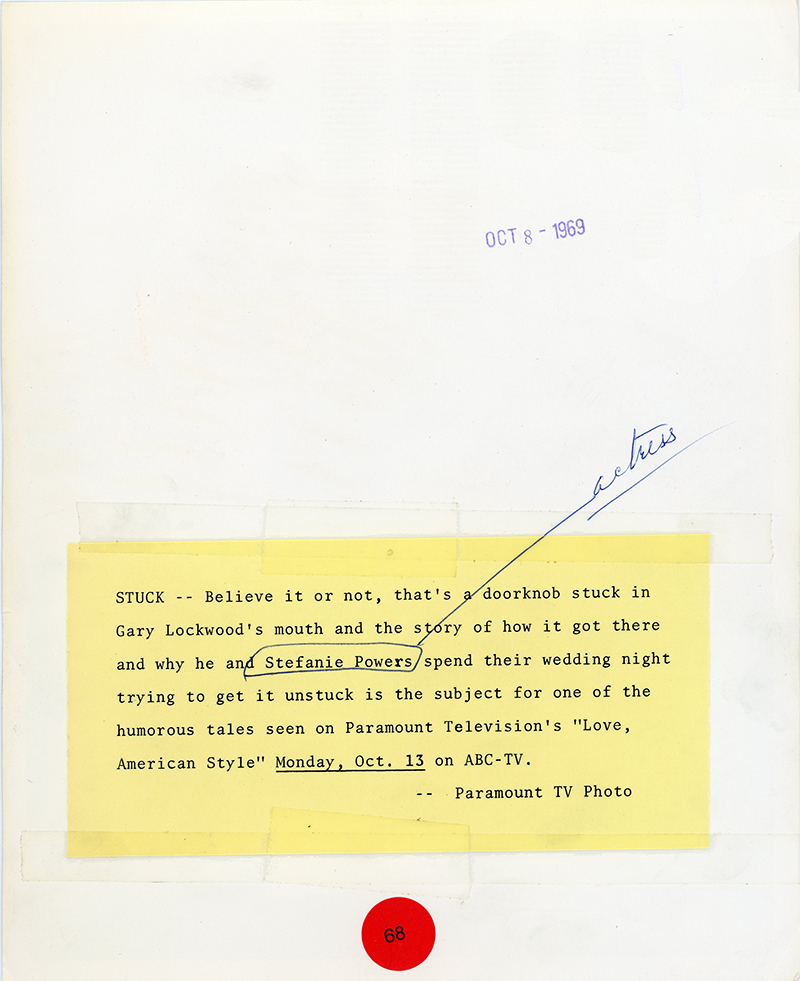 OCT 8 - 1969
actress
STUCK -- Believe it or not, that's a doorknob stuck in
Gary Lockwood's mouth and the story of how it got there
and why he and Stefanie Powers spend their wedding night
trying to get it unstuck is the subject for one of the
humorous tales seen on Paramount Television's "Love,
American Style" Monday, Oct. 13 on ABC-TV.
-- Paramount TV Photo
68